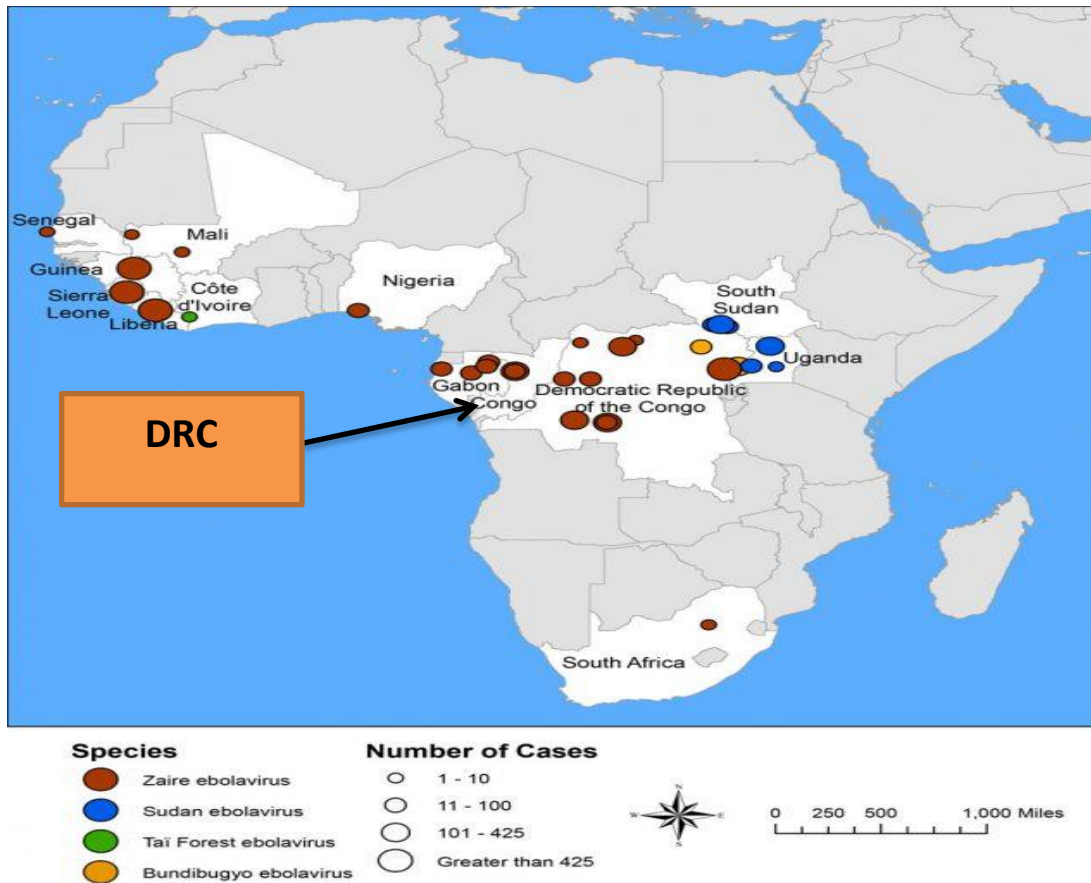 Senegal
Mali
Guinea
Nigeria
Côte
d'Ivoire
Sierra
Leone
Liberia
South
Sudan
Uganda
Gabon
Congo
Democratic Republic
of the Congo
DRC
South Africa
Species
Zaire ebolavirus
Sudan ebolavirus
Taï Forest ebolavirus
Bundibugyo ebolavirus
Number of Cases
1 - 10
11 - 100
101 - 425
Greater than 425
N
W E
S
0 250 500 1,000 Miles